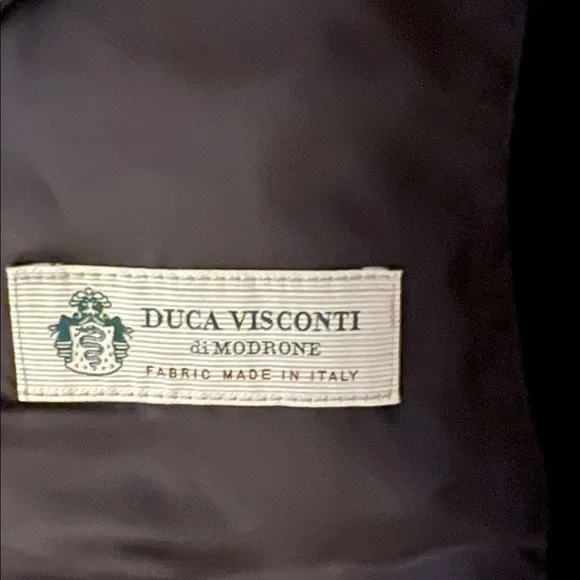 DUCA VISCONTI
di MODRONE
FABRIC MADE IN ITALY